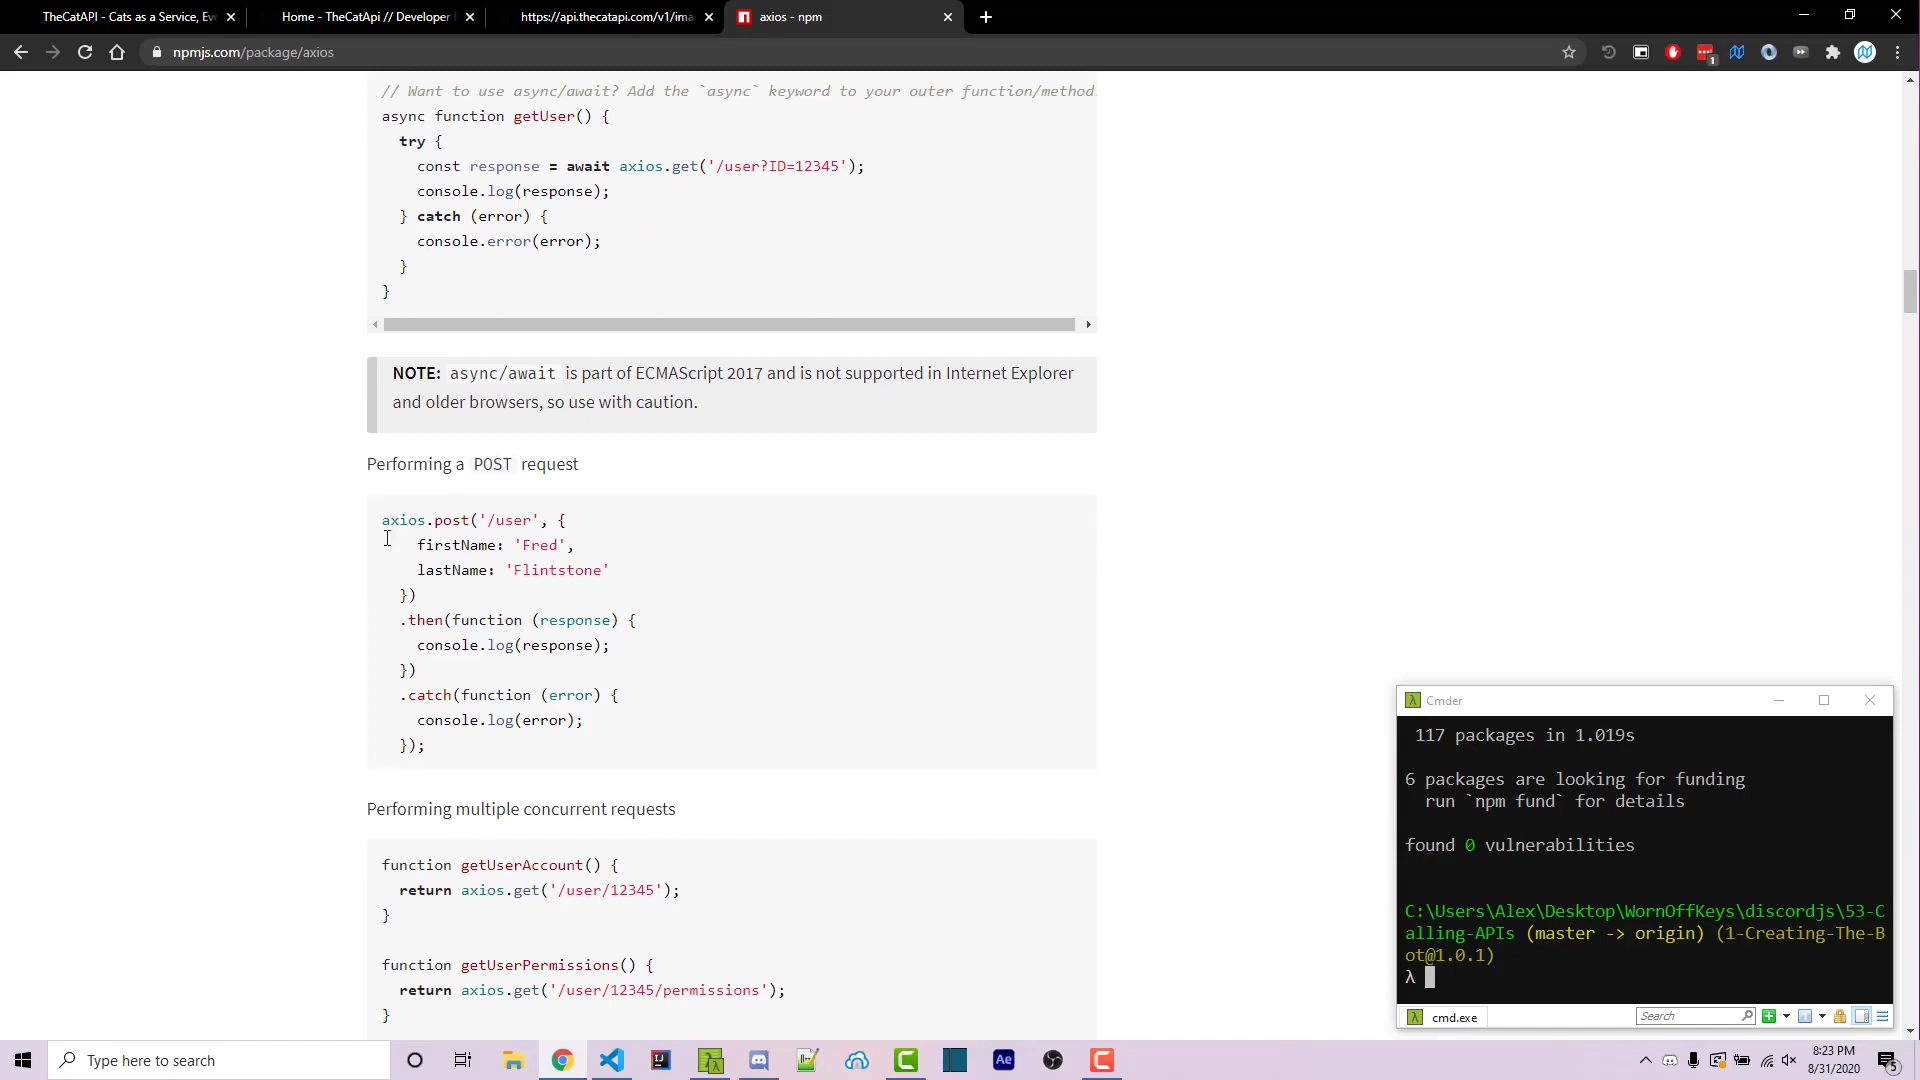 TheCatAPI - Cats as a Service, Eve
Home - TheCatApi // Developer E
https://api.thecatapi.com/v1/ima
axios - npm
npmjs.com/package/axios
// Want to use async/await? Add the `async` keyword to your outer function/method.
async function getUser() {
try {
const response = await axios.get('/user?ID=12345');
console.log(response);
} catch (error) {
console.error(error);
}
}
NOTE: async/await is part of ECMAScript 2017 and is not supported in Internet Explorer
and older browsers, so use with caution.
Performing a POST request
axios.post('/user', {
firstName: 'Fred',
lastName: 'Flintstone'
})
.then(function (response) {
console.log(response);
})
.catch(function (error) {
console.log(error);
});
Performing multiple concurrent requests
function getUserAccount() {
return axios.get('/user/12345');
}
function getUserPermissions() {
return axios.get('/user/12345/permissions');
}
Cmder
117 packages in 1.019s
6 packages are looking for funding
run `npm fund` for details
found 0 vulnerabilities
C:\Users\Alex\Desktop\WornOffKeys\discordjs\53-C
alling-APIs (master -> origin) (1-Creating-The-B
ot@1.0.1)
λ
cmd.exe
Search
Type here to search
Ae
8:23 PM
8/31/2020
5